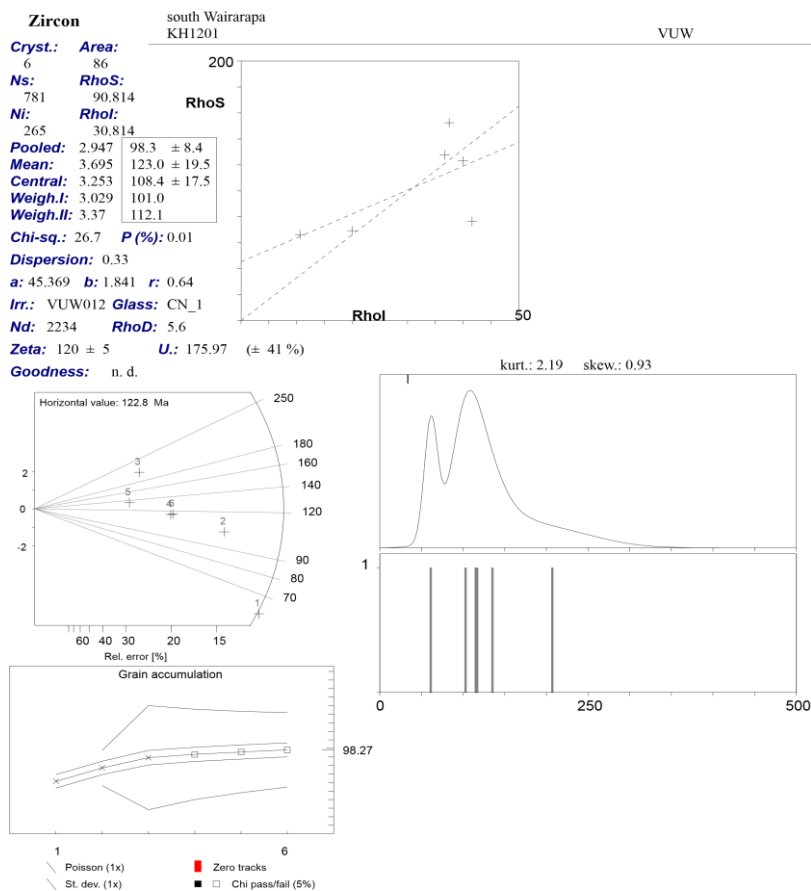 Zircon
south Wairarapa
KH1201
VUW
Cryst.: Area:
6 86
Ns: RhoS:
781 90.814
Ni: RhoI:
265 30.814
Pooled: 2.947 98.3 ± 8.4
Mean: 3.695 123.0 ± 19.5
Central: 3.253 108.4 ± 17.5
Weigh.I: 3.029 101.0
Weigh.II: 3.37 112.1
Chi-sq.: 26.7 P (%): 0.01
Dispersion: 0.33
a: 45.369 b: 1.841 r: 0.64
Irr.: VUW012 Glass: CN_1
Nd: 2234 RhoD: 5.6
Zeta: 120 ± 5 U.: 175.97 (± 41 %)
Goodness: n. d.
200
RhoS
RhoI
50
Horizontal value: 122.8 Ma
250
180
160
140
120
90
80
70
2
0
-2
3
5
4 6
2
1
60 40 30 20 15
Rel. error [%]
kurt.: 2.19 skew.: 0.93
1
0 250 500
Grain accumulation
98.27
1 6
Poisson (1x)
St. dev. (1x)
Zero tracks
Chi pass/fail (5%)